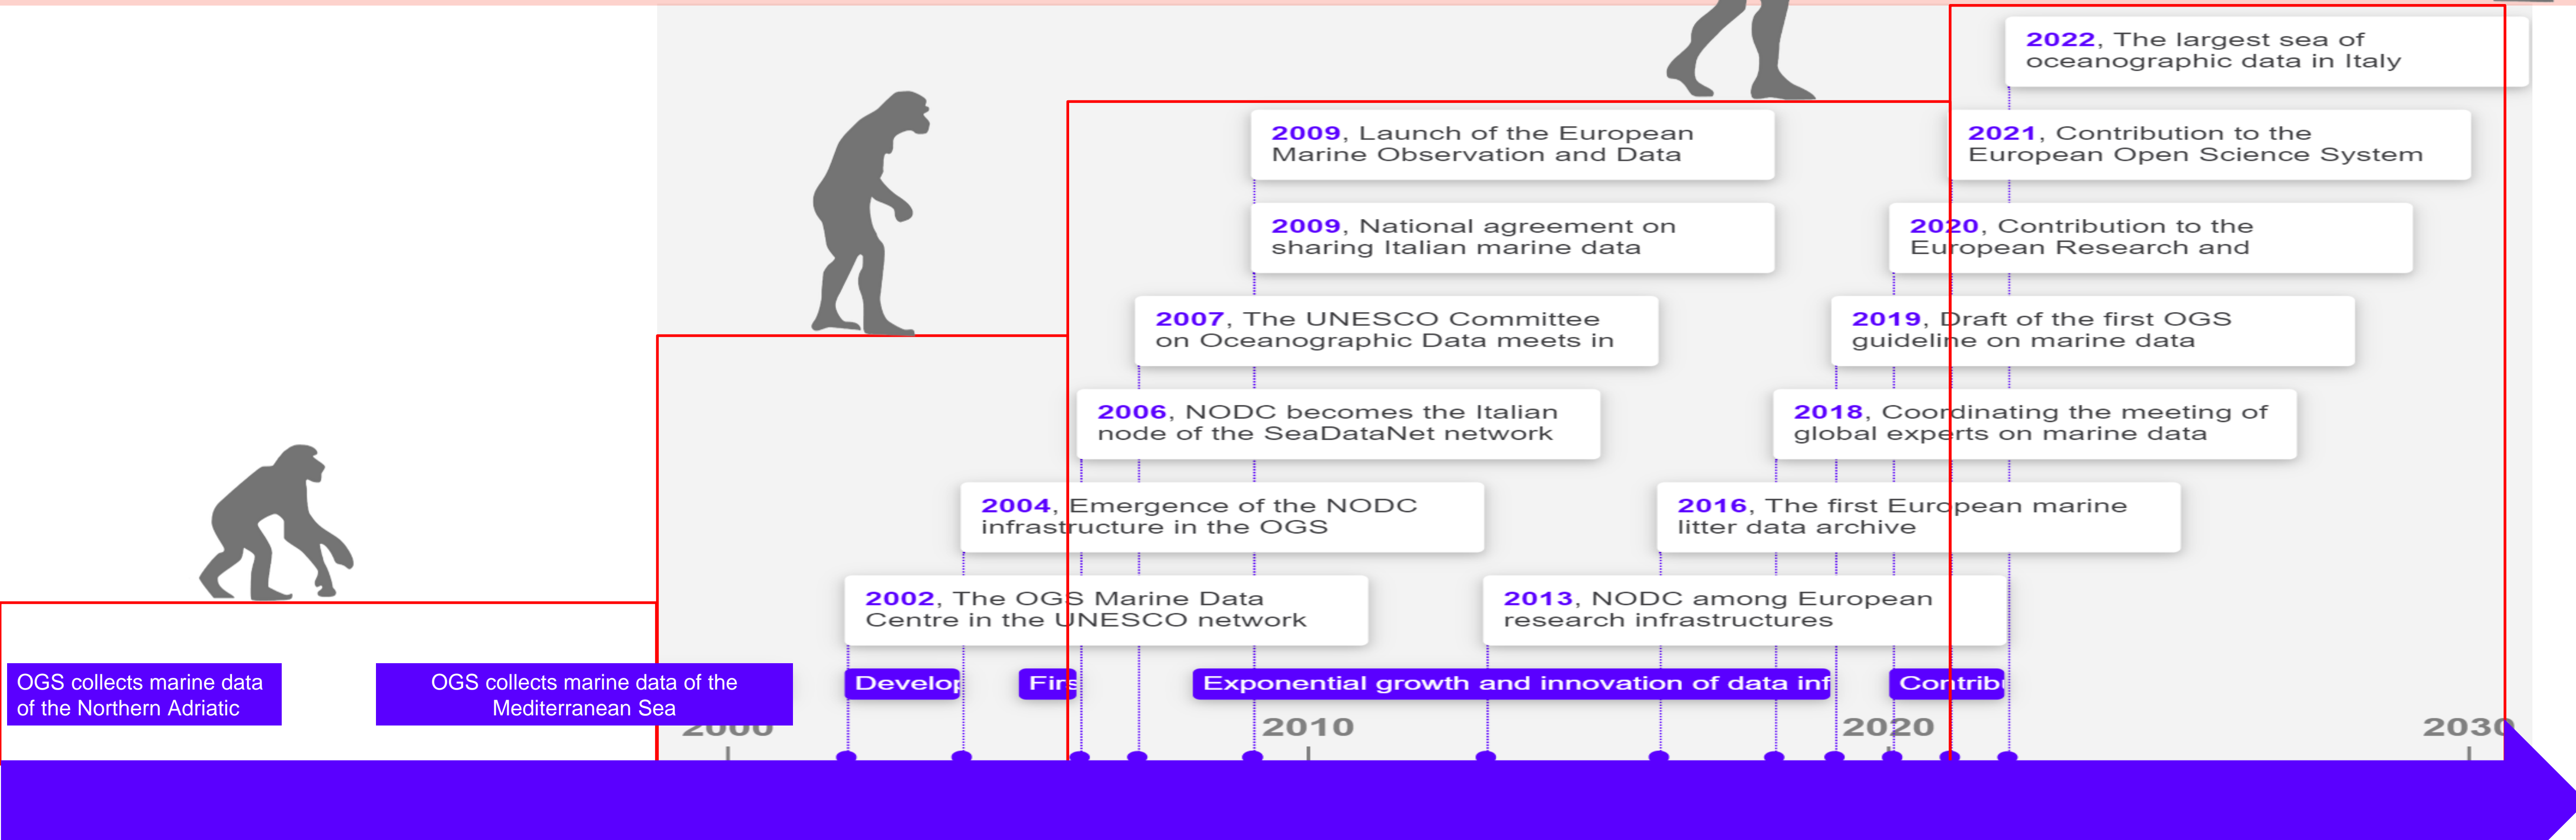 2022, The largest sea of
oceanographic data in Italy
2009, Launch of the European
Marine Observation and Data
2021, Contribution to the
European Open Science System
2009, National agreement on
sharing Italian marine data
2020, Contribution to the
European Research and
2007, The UNESCO Committee
on Oceanographic Data meets in
2019, Draft of the first OGS
guideline on marine data
2006, NODC becomes the Italian
node of the SeaDataNet network
2018, Coordinating the meeting of
global experts on marine data
2004, Emergence of the NODC
infrastructure in the OGS
2016, The first European marine
litter data archive
2002, The OGS Marine Data
Centre in the UNESCO network
2013, NODC among European
research infrastructures
OGS collects marine data
of the Northern Adriatic
OGS collects marine data of the
Mediterranean Sea
Develop
Firs
Exponential growth and innovation of data inf
Contrib
2000
2010
2020
2030